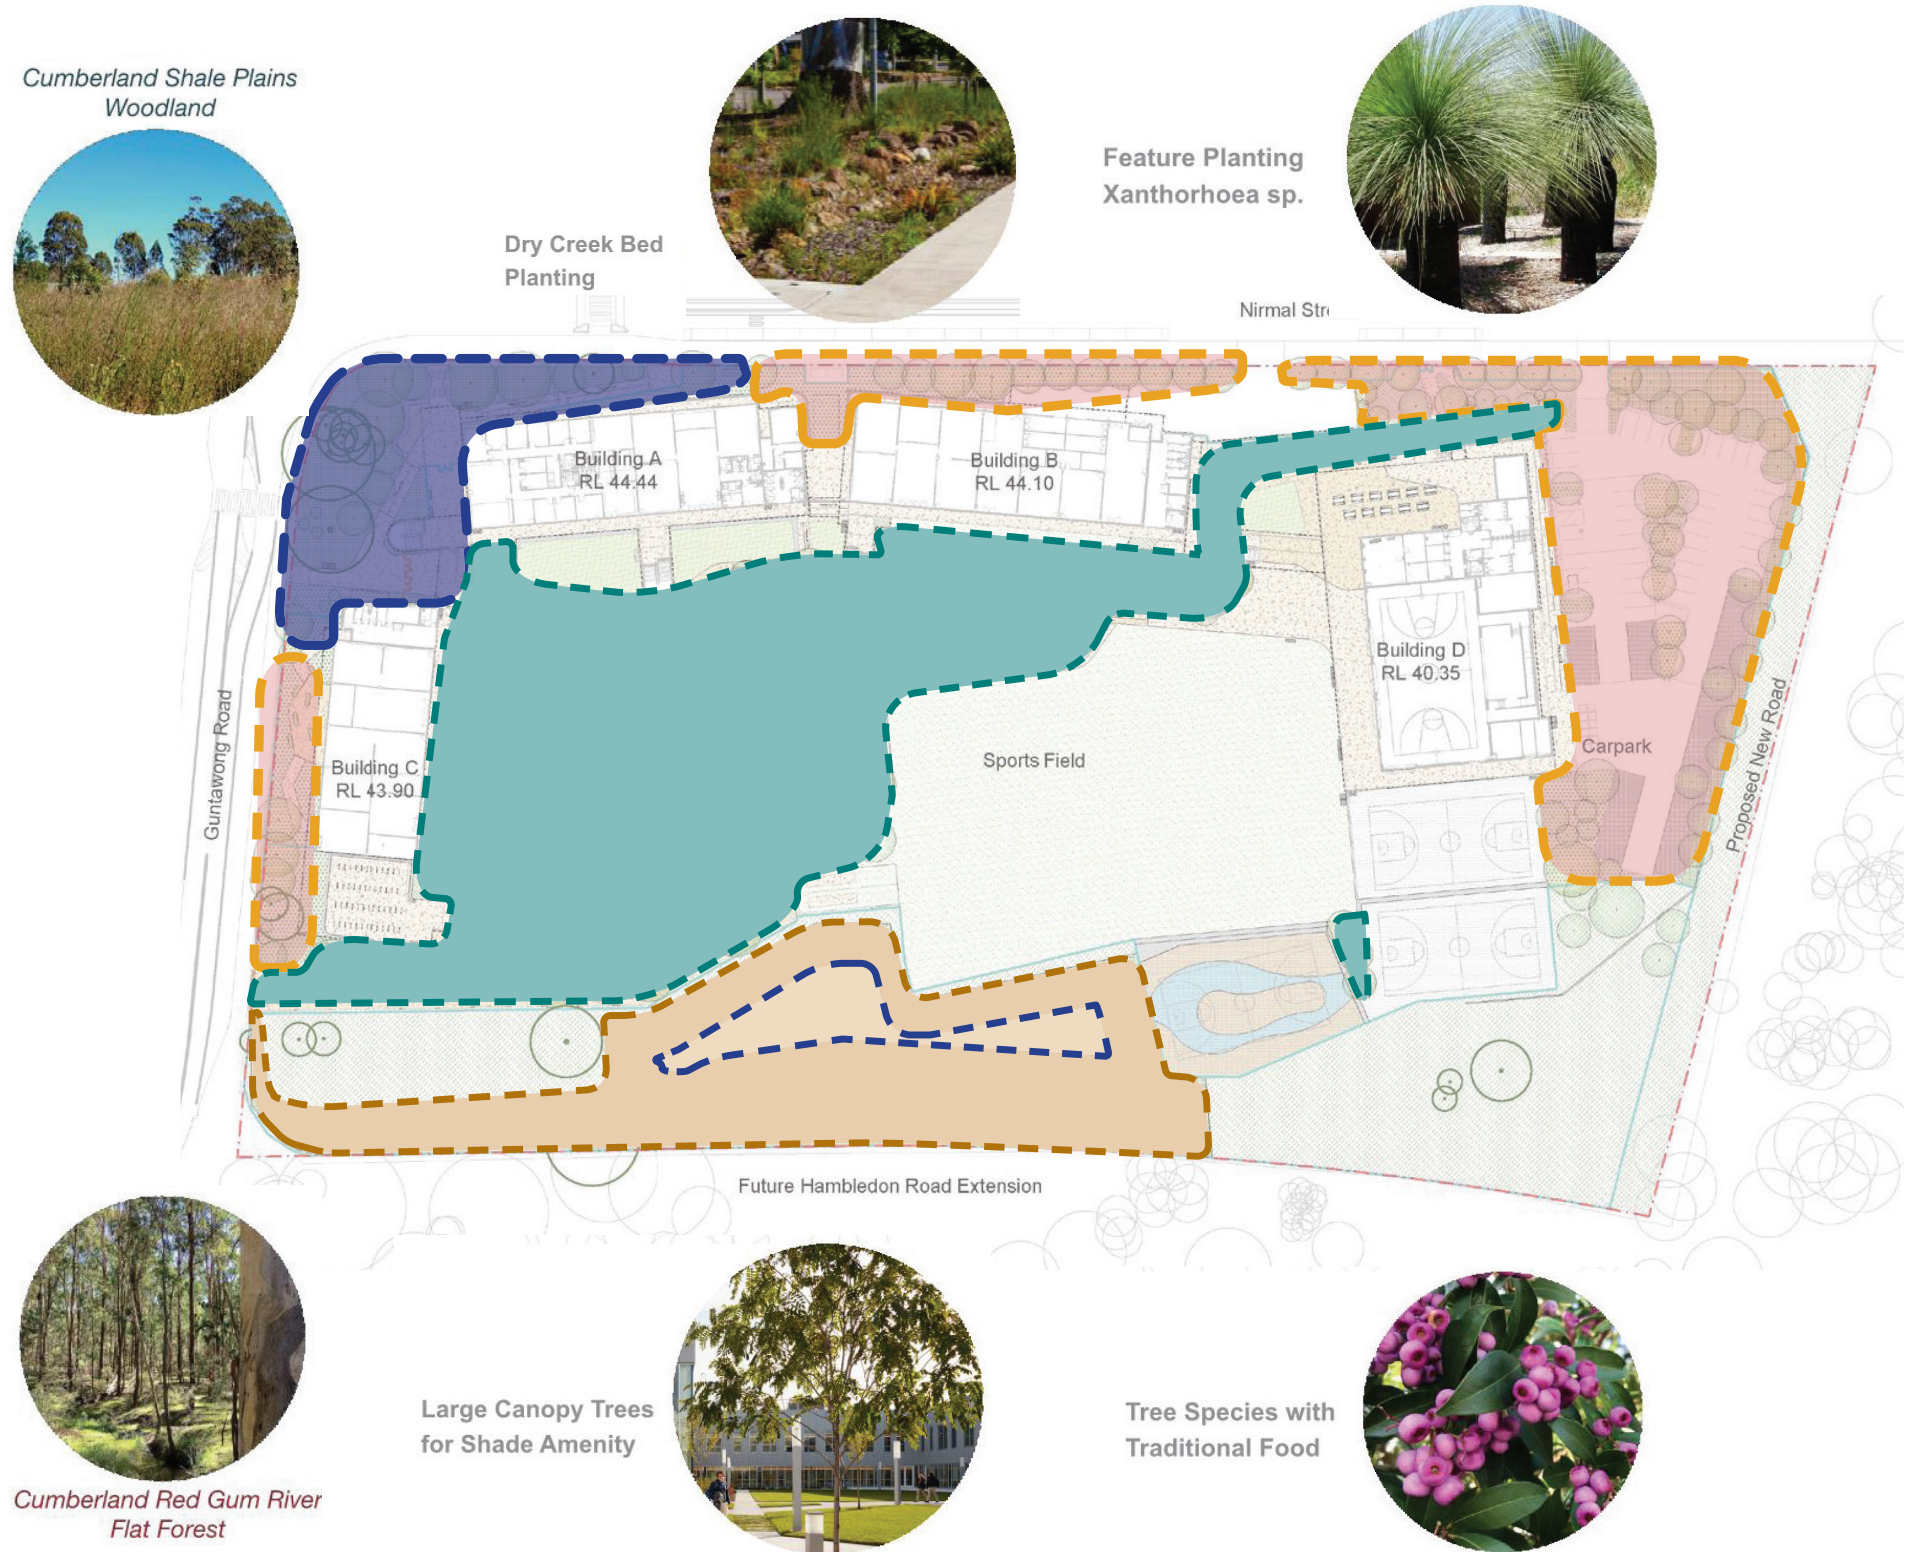 Cumberland Shale Plains
Woodland
Dry Creek Bed
Planting
Feature Planting
Xanthorhoea sp.
Nirmal Stre
Building A
RL 44.44
Building B
RL 44.10
Building D
RL 40.35
Building C
RL 43.90
Sports Field
Carpark
Guntawong Road
Proposed New Road
Future Hambledon Road Extension
Large Canopy Trees
for Shade Amenity
Tree Species with
Traditional Food
Cumberland Red Gum River
Flat Forest